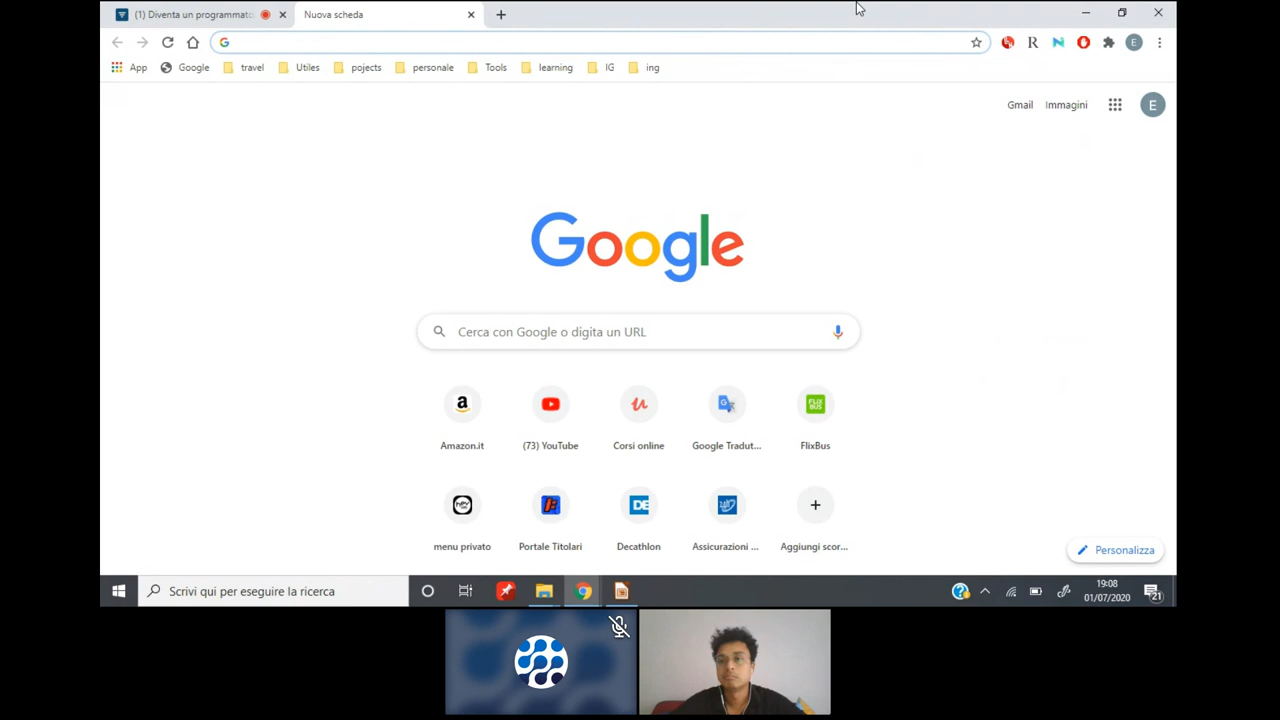 (1) Diventa un programmato
Nuova scheda
App
Google
travel
Utiles
pojects
personale
Tools
learning
IG
ing
Gmail
Immagini
E
Google
Cerca con Google o digita un URL
Amazon.it
(73) YouTube
Corsi online
Google Tradut...
FlixBus
menu privato
Portale Titolari
Decathlon
Assicurazioni ...
Aggiungi scor...
Personalizza
Scrivi qui per eseguire la ricerca
19:08
01/07/2020
21